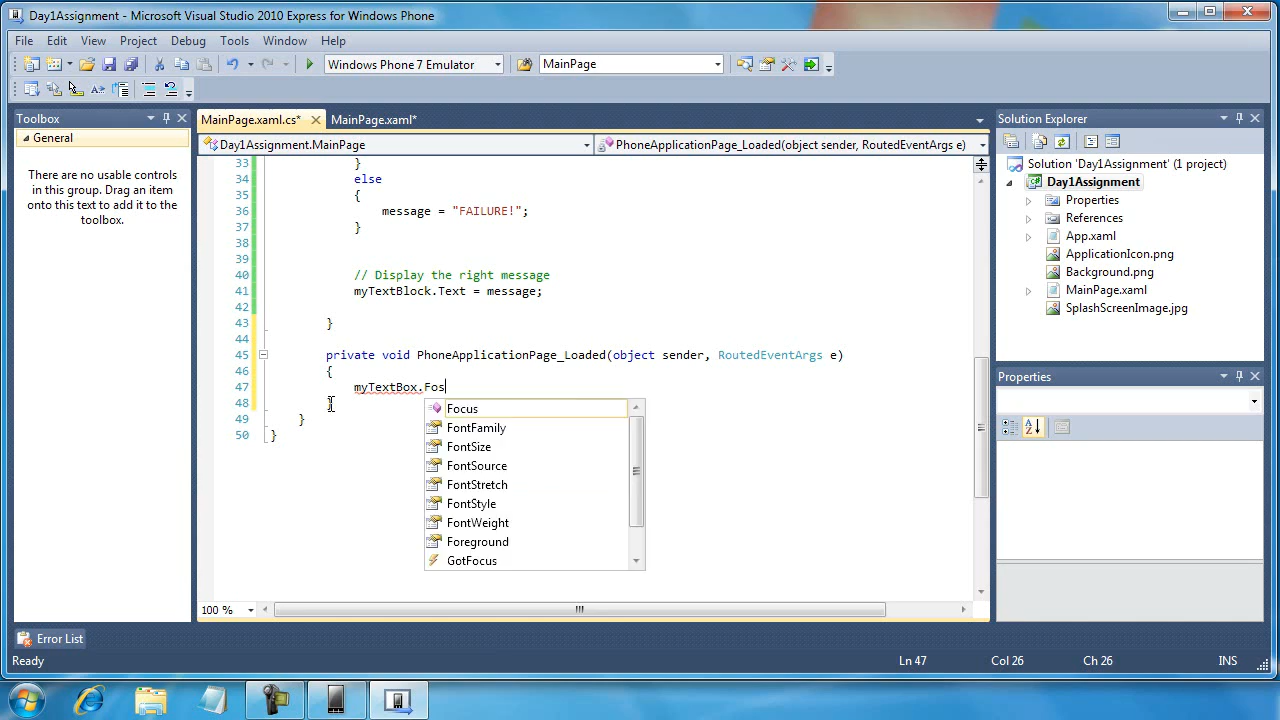 Day1Assignment - Microsoft Visual Studio 2010 Express for Windows Phone
File Edit View Project Debug Tools Window Help
Windows Phone 7 Emulator MainPage
Toolbox
General
There are no usable controls
in this group. Drag an item
onto this text to add it to the
toolbox.
MainPage.xaml.cs* MainPage.xaml*
Day1Assignment.MainPage PhoneApplicationPage_Loaded(object sender, RoutedEventArgs e)
33 }
34 else
35 {
36 message = "FAILURE!";
37 }
38
39
40 // Display the right message
41 myTextBlock.Text = message;
42
43 }
44
45 private void PhoneApplicationPage_Loaded(object sender, RoutedEventArgs e)
46 {
47 myTextBox.Fos
48 }
49 }
50 }
Focus
FontFamily
FontSize
FontSource
FontStretch
FontStyle
FontWeight
Foreground
GotFocus
100 %
Solution Explorer
Solution 'Day1Assignment' (1 project)
Day1Assignment
Properties
References
App.xaml
ApplicationIcon.png
Background.png
MainPage.xaml
SplashScreenImage.jpg
Properties
Error List
Ready Ln 47 Col 26 Ch 26 INS